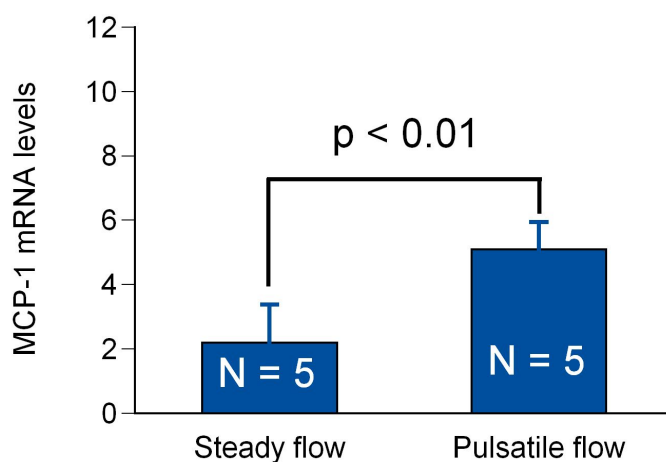 MCP-1 mRNA levels
12
10
8
6
4
2
0
p < 0.01
N = 5
N = 5
Steady flow
Pulsatile flow